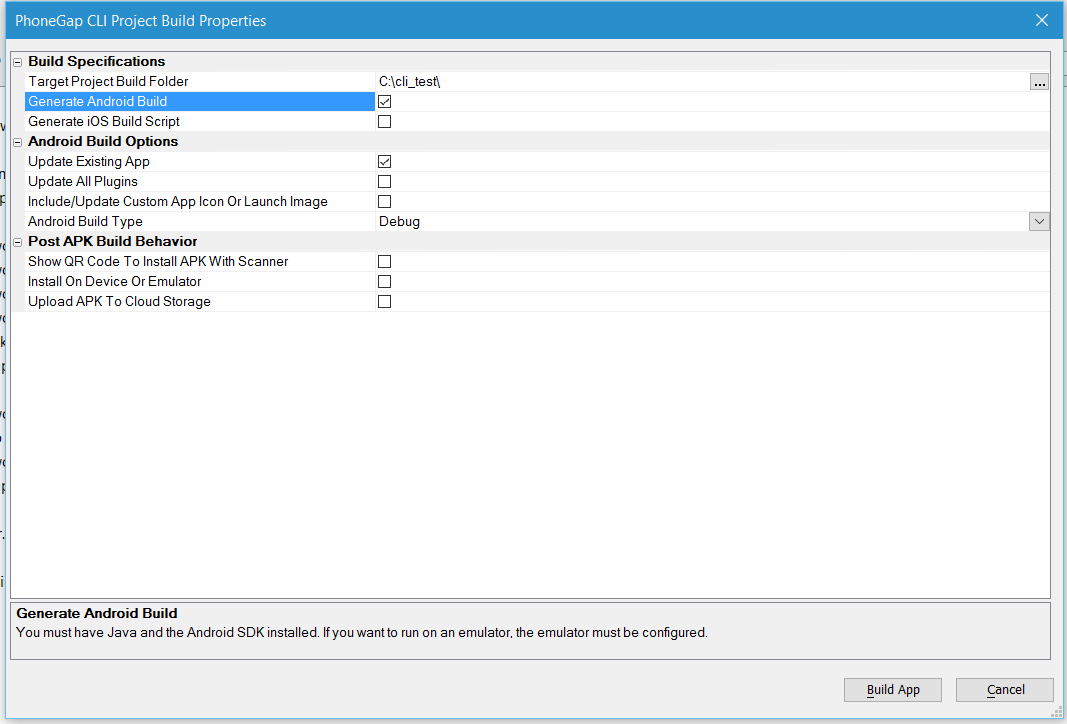 PhoneGap CLI Project Build Properties
Build Specifications
Target Project Build Folder C:\cli_test\ ...
Generate Android Build
Generate iOS Build Script
Android Build Options
Update Existing App
Update All Plugins
Include/Update Custom App Icon Or Launch Image
Android Build Type Debug
Post APK Build Behavior
Show QR Code To Install APK With Scanner
Install On Device Or Emulator
Upload APK To Cloud Storage
Generate Android Build
You must have Java and the Android SDK installed. If you want to run on an emulator, the emulator must be configured.
Build App Cancel